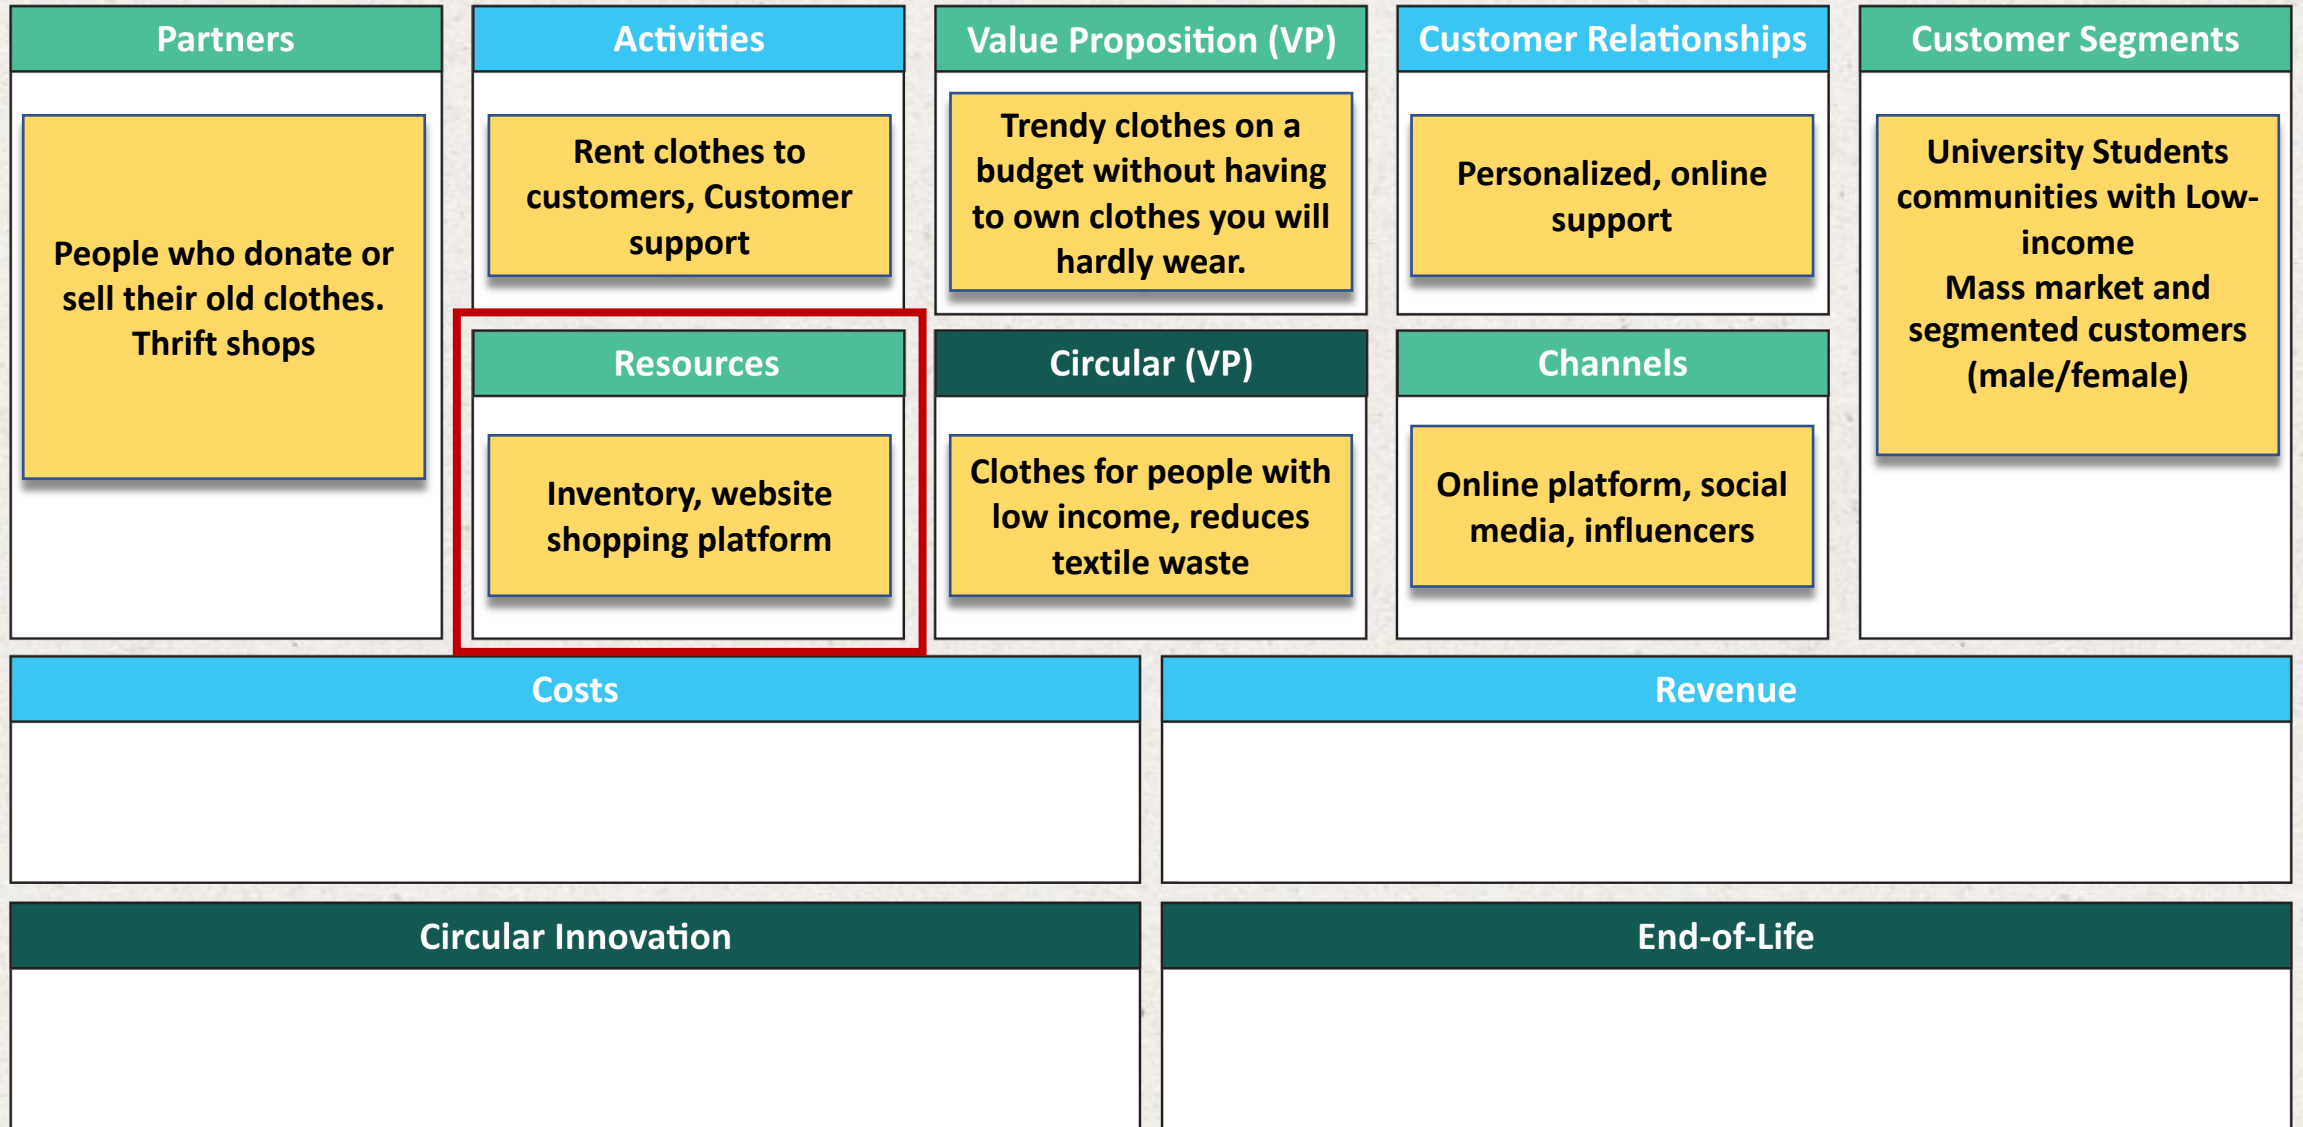 Partners
People who donate or
sell their old clothes.
Thrift shops
Activities
Rent clothes to
customers, Customer
support
Resources
Inventory, website
shopping platform
Value Proposition (VP)
Trendy clothes on a
budget without having
to own clothes you will
hardly wear.
Circular (VP)
Clothes for people with
low income, reduces
textile waste
Customer Relationships
Personalized, online
support
Channels
Online platform, social
media, influencers
Customer Segments
University Students
communities with Low-
income
Mass market and
segmented customers
(male/female)
Costs
Revenue
Circular Innovation
End-of-Life